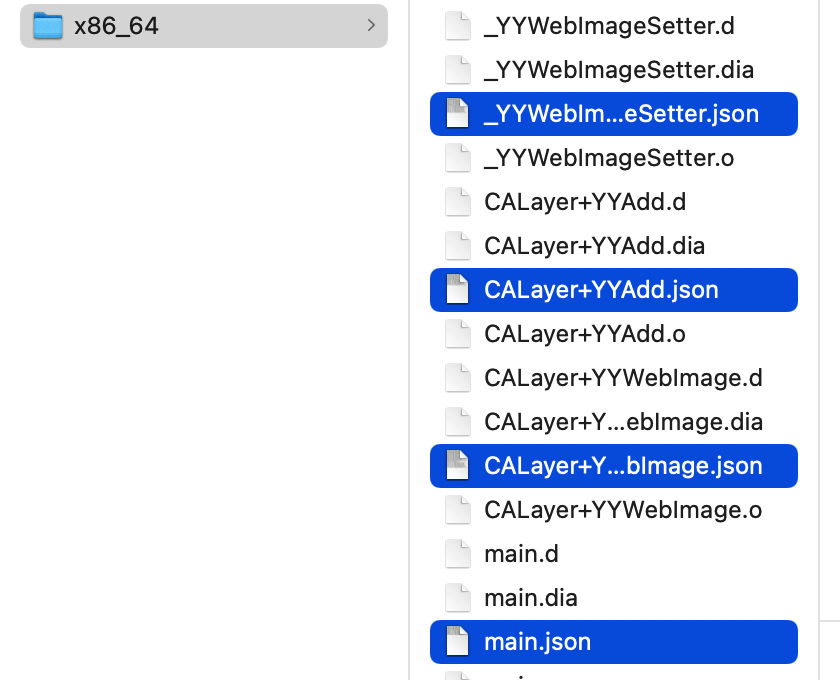 x86_64
_YYWebImageSetter.d
_YYWebImageSetter.dia
_YYWebIm...eSetter.json
_YYWebImageSetter.o
CALayer+YYAdd.d
CALayer+YYAdd.dia
CALayer+YYAdd.json
CALayer+YYAdd.o
CALayer+YYWebImage.d
CALayer+Y...ebImage.dia
CALayer+Y...bImage.json
CALayer+YYWebImage.o
main.d
main.dia
main.json